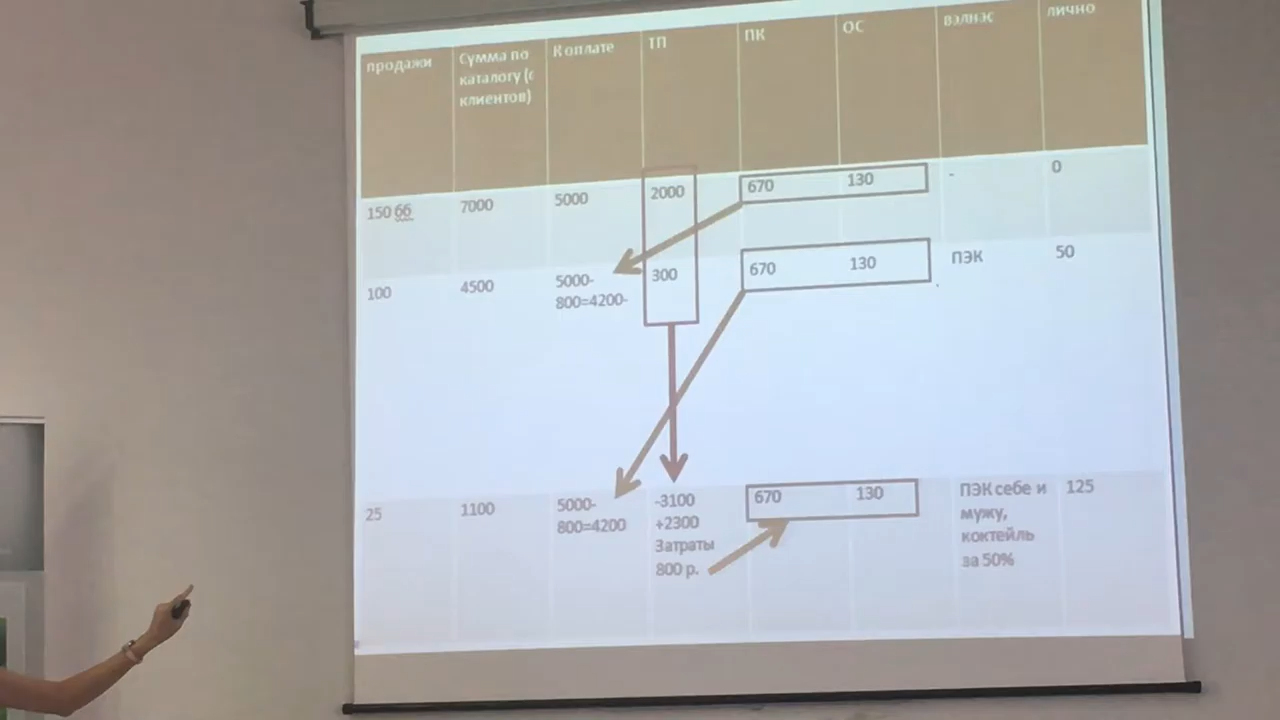 продажи
Сумма по
каталогу (с
клиентов)
К оплате
ТП
ПК
ОС
вэлнэс
лично
150 бб
7000
5000
2000
670
130
-
0
100
4500
5000-
800=4200-
300
670
130
ПЭК
50
25
1100
5000-
800=4200
-3100
+2300
Затраты
800 р.
670
130
ПЭК себе и
мужу,
коктейль
за 50%
125